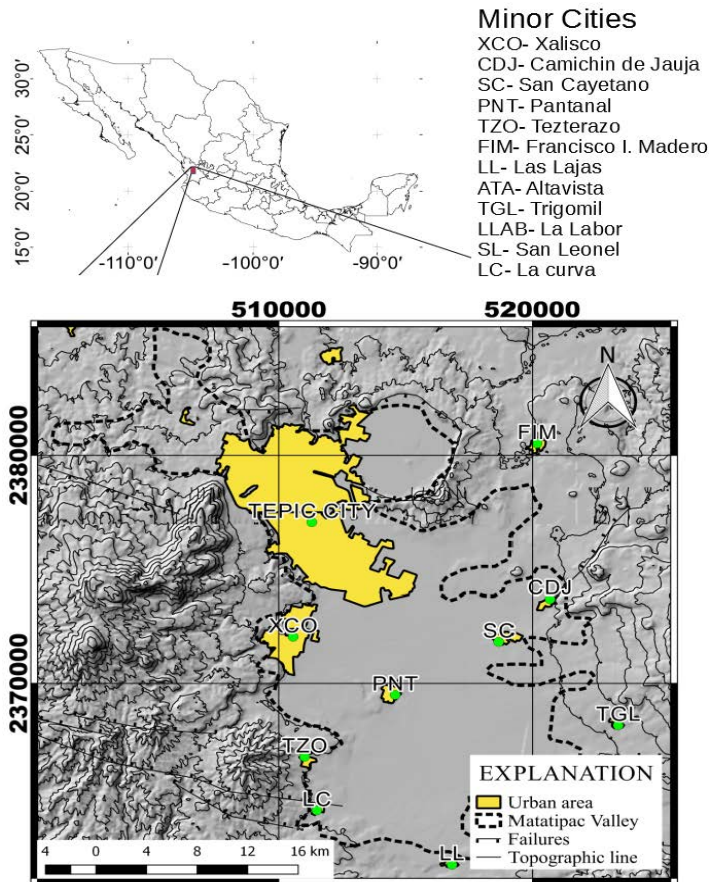 Minor Cities
XCO- Xalisco
CDJ- Camichin de Jauja
SC- San Cayetano
PNT- Pantanal
TZO- Tezterazo
FIM- Francisco I. Madero
LL- Las Lajas
ATA- Altavista
TGL- Trigomil
LLAB- La Labor
SL- San Leonel
LC- La curva
30°0'
25°0'
20°0'
15°0'
-110°0' -100°0' -90°0'
510000 520000
N
2380000
FIM
TEPIC CITY
CDJ
XCO
SC
2370000
PNT
TGL
TZO
LC
LL
EXPLANATION
Urban area
Matatipac Valley
Failures
Topographic line
4 0 4 8 12 16 km